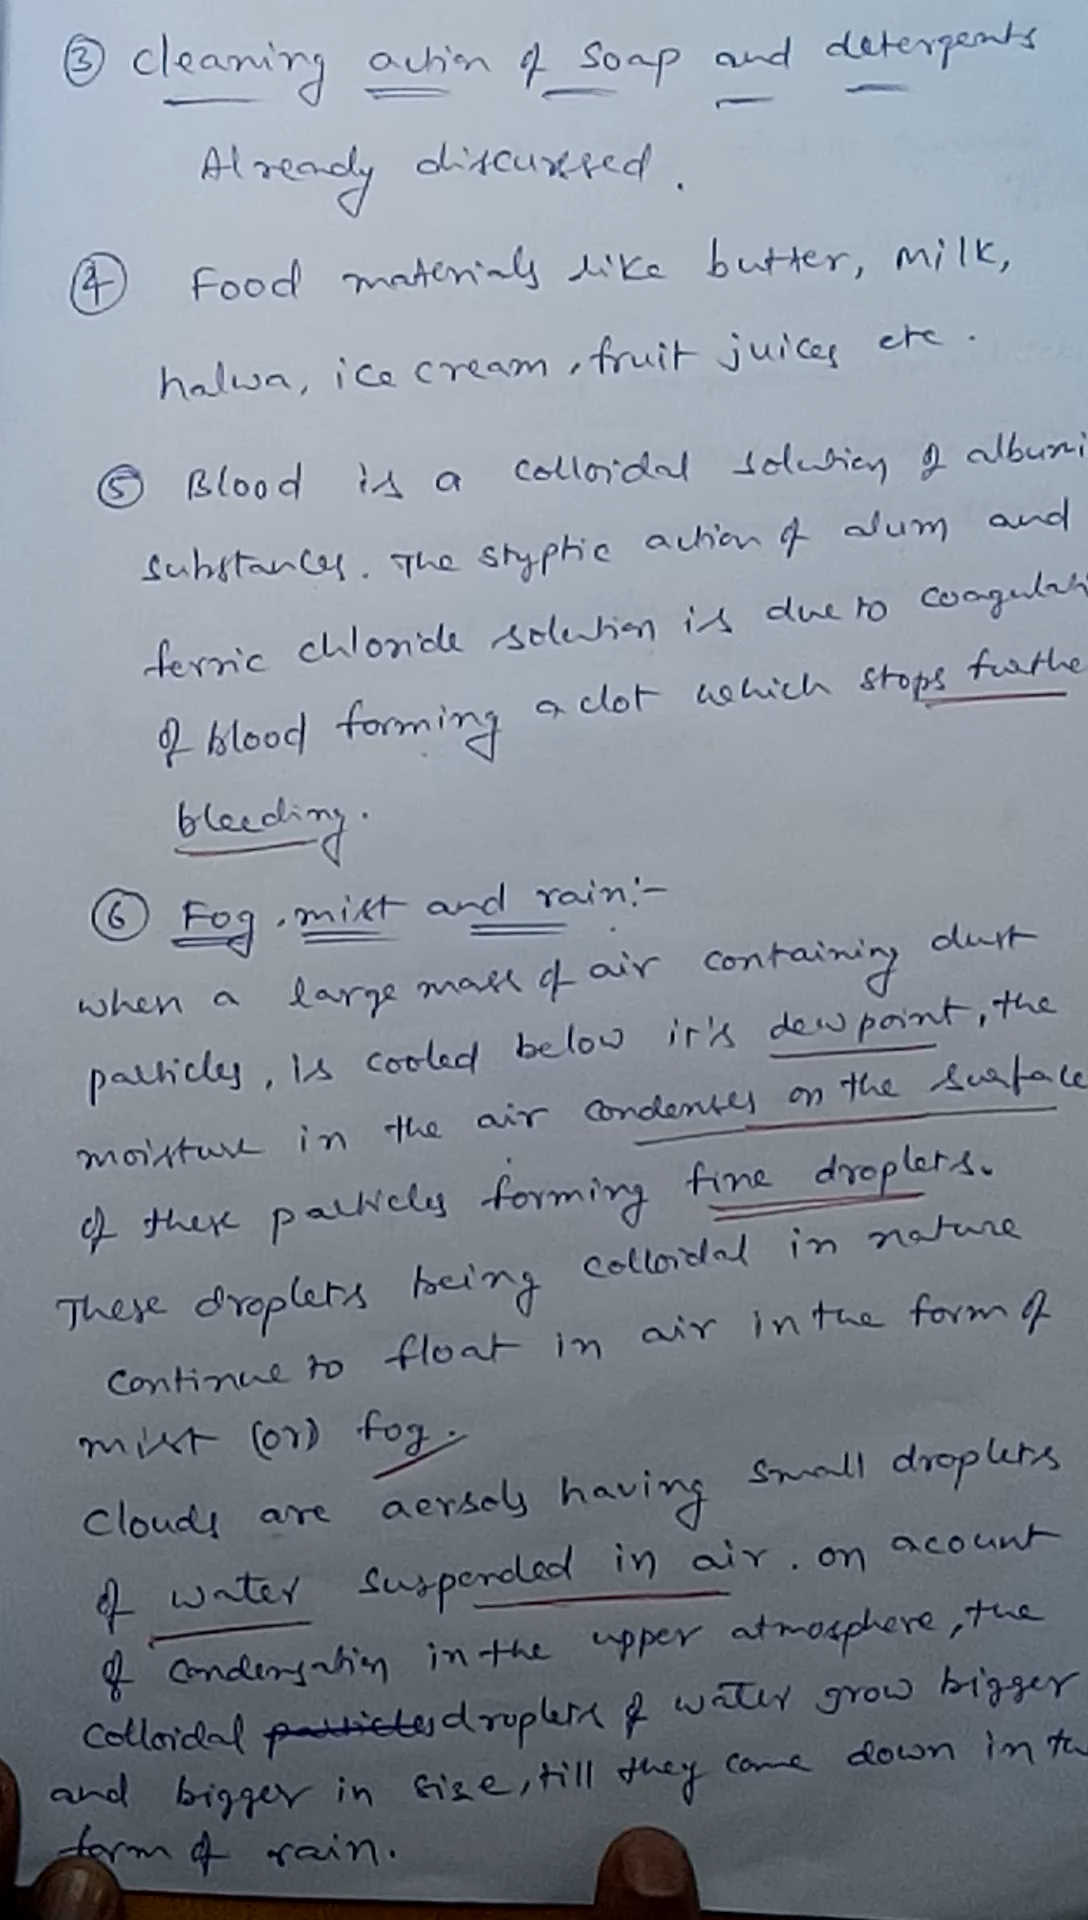 ③ Cleaning action of soap and detergents
Already discussed.
④ Food materials like butter, milk,
halwa, ice cream, fruit juices etc.
⑤ Blood is a colloidal solution of albumi
substances. The styptic action of alum and
ferric chloride solution is due to coagulati
of blood forming a clot which stops furthe
bleeding.
⑥ Fog, mist and rain:-
when a large mass of air containing dust
particles, is cooled below it's dewpoint, the
moisture in the air condenses on the surface
of these particles forming fine droplets.
These droplets being colloidal in nature
continue to float in air in the form of
mist (or) fog.
Clouds are aersols having small droplets
of water suspended in air. on acount
of condensation in the upper atmosphere, the
colloidal particles droplets of water grow bigger
and bigger in size, till they come down in th
form of rain.